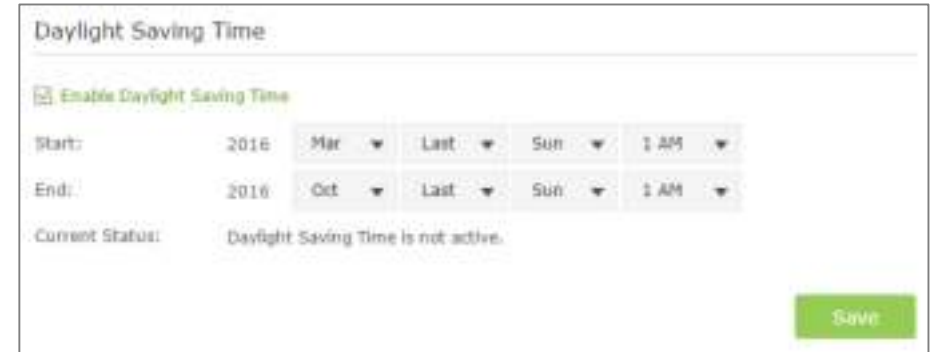 Daylight Saving Time
Enable Daylight Saving Time
Start: 2016 Mar Last Sun 1 AM
End: 2016 Oct Last Sun 1 AM
Current Status: Daylight Saving Time is not active.
Save